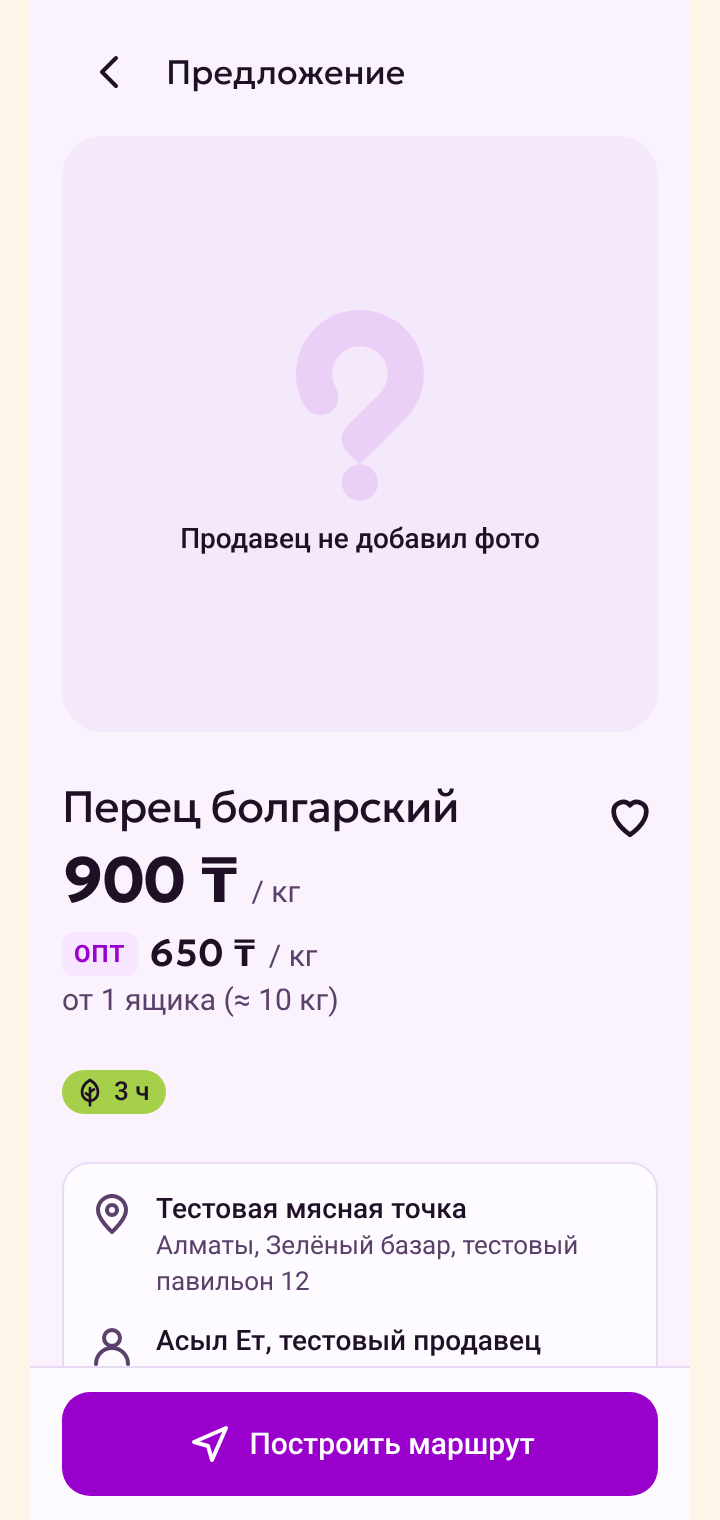 Предложение
Продавец не добавил фото
Перец болгарский
900 ₸ / кг
ОПТ 650 ₸ / кг
от 1 ящика (≈ 10 кг)
3 ч
Тестовая мясная точка
Алматы, Зелёный базар, тестовый
павильон 12
Асыл Ет, тестовый продавец
Построить маршрут